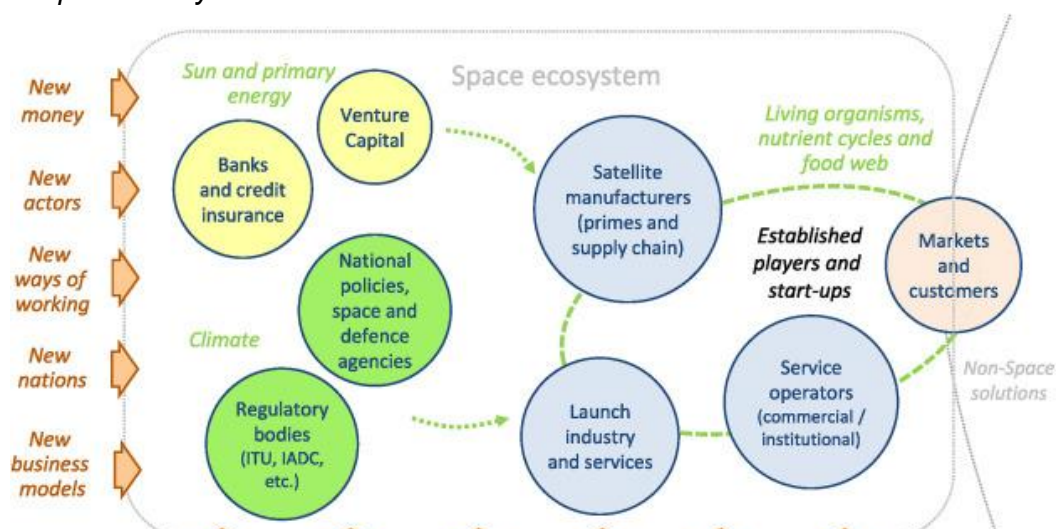 New
money
New
actors
New
ways of
working
New
nations
New
business
models
Sun and primary
energy
Space ecosystem
Venture
Capital
Banks
and credit
insurance
National
policies,
space and
defence
agencies
Climate
Regulatory
bodies
(ITU, IADC,
etc.)
Satellite
manufacturers
(primes and
supply chain)
Living organisms,
nutrient cycles and
food web
Established
players and
start-ups
Markets
and
customers
Launch
industry
and services
Service
operators
(commercial /
institutional)
Non-Space
solutions